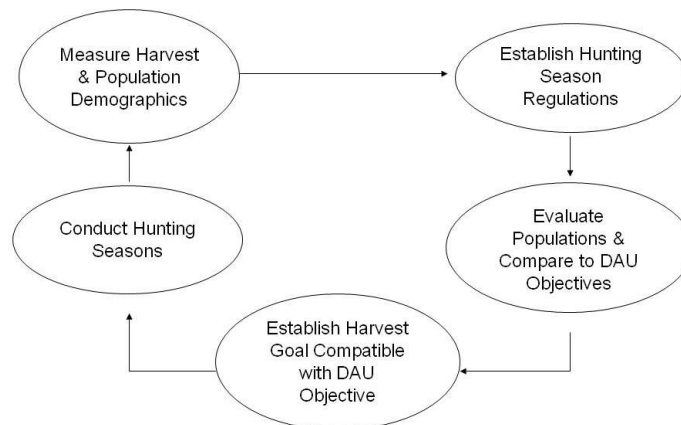 Measure Harvest
& Population
Demographics
Establish Hunting
Season
Regulations
Evaluate
Populations &
Compare to DAU
Objectives
Establish Harvest
Goal Compatible
with DAU
Objective
Conduct Hunting
Seasons